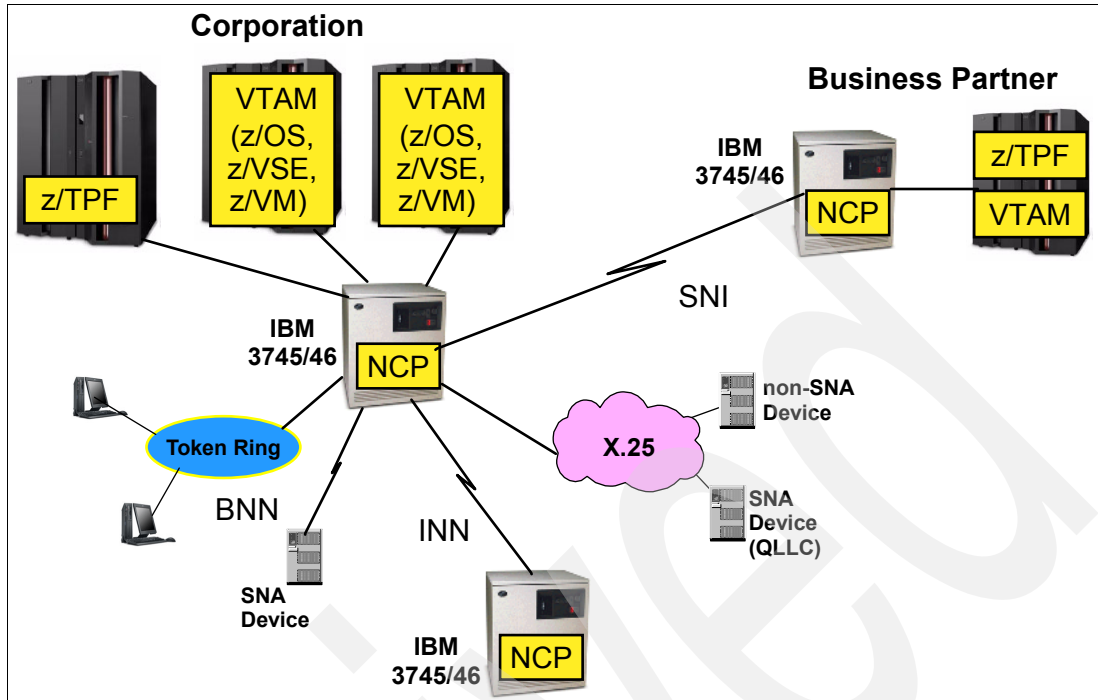 Corporation
Business Partner
z/TPF
VTAM
(z/OS,
z/VSE,
z/VM)
VTAM
(z/OS,
z/VSE,
z/VM)
IBM
3745/46
NCP
z/TPF
VTAM
SNI
IBM
3745/46
NCP
Token Ring
X.25
non-SNA
Device
SNA
Device
(QLLC)
BNN
INN
SNA
Device
IBM
3745/46
NCP